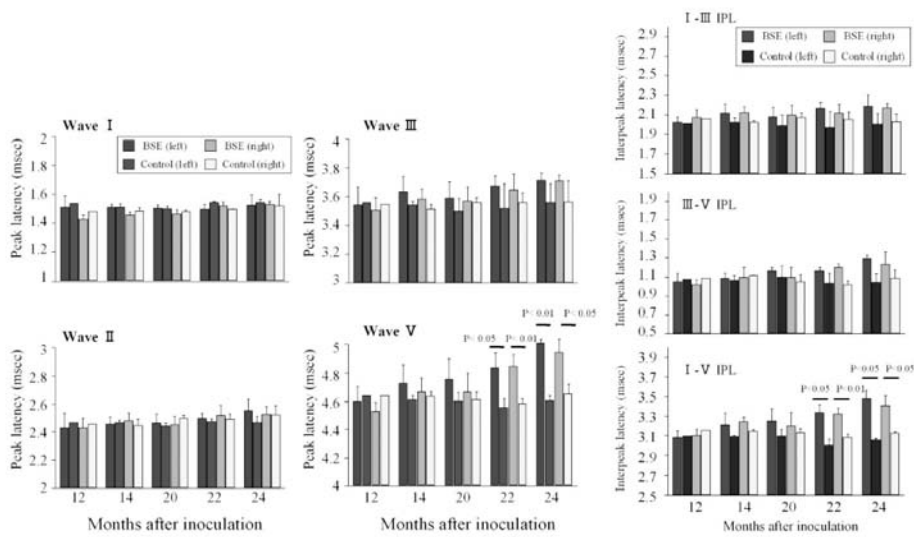 Wave Ⅰ
Peak latency (mscc)
2
1.8
1.6
1.4
1.2
1
BSE (left)
BSE (right)
Control (left)
Control (right)
Wave Ⅱ
Peak latency (mscc)
3
2.8
2.6
2.4
2.2
2
12 14 20 22 24
Months after inoculation
Wave Ⅲ
Peak latency (mscc)
4
3.8
3.6
3.4
3.2
3
Wave Ⅴ
Peak latency (mscc)
5
4.8
4.6
4.4
4.2
4
P< 0.05
P< 0.01
P< 0.01
P< 0.05
12 14 20 22 24
Months after inoculation
Ⅰ-Ⅲ IPL
Interpeak latency (msec)
2.9
2.7
2.5
2.3
2.1
1.9
1.7
1.5
BSE (left)
BSE (right)
Control (left)
Control (right)
Ⅲ-Ⅴ IPL
Interpeak latency (msec)
1.9
1.7
1.5
1.3
1.1
0.9
0.7
0.5
Ⅰ-Ⅴ IPL
Interpeak latency (msec)
3.9
3.7
3.5
3.3
3.1
2.9
2.7
2.5
P<0.05
P<0.01
P<0.05
P<0.05
12 14 20 22 24
Months after inoculation